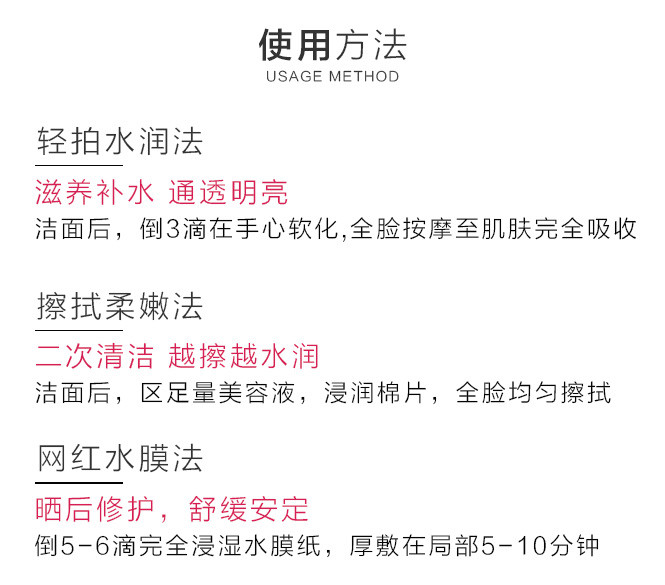 使用方法
USAGE METHOD
轻拍水润法
滋养补水 通透明亮
洁面后，倒3滴在手心软化,全脸按摩至肌肤完全吸收
擦拭柔嫩法
二次清洁 越擦越水润
洁面后，区足量美容液，浸润棉片，全脸均匀擦拭
网红水膜法
晒后修护，舒缓安定
倒5-6滴完全浸湿水膜纸，厚敷在局部5-10分钟